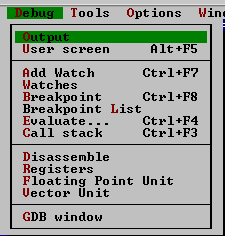 Debug Tools Options
Output
User screen Alt+F5
Add Watch Ctrl+F7
Watches
Breakpoint Ctrl+F8
Breakpoint List
Evaluate... Ctrl+F4
Call stack Ctrl+F3
Disassemble
Registers
Floating Point Unit
Vector Unit
GDB window